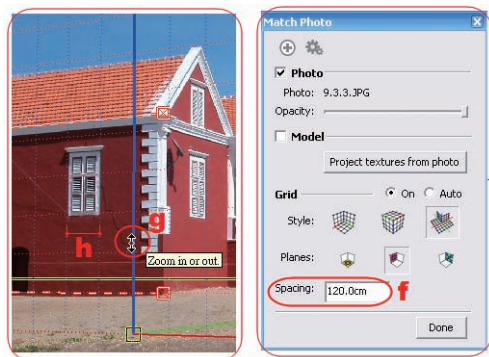 g
h
Zoom in or out.
Match Photo
Photo
Photo: 9.3.3.JPG
Opacity:
Model
Project textures from photo
Grid On Auto
Style:
Planes:
Spacing: 120.0cm f
Done